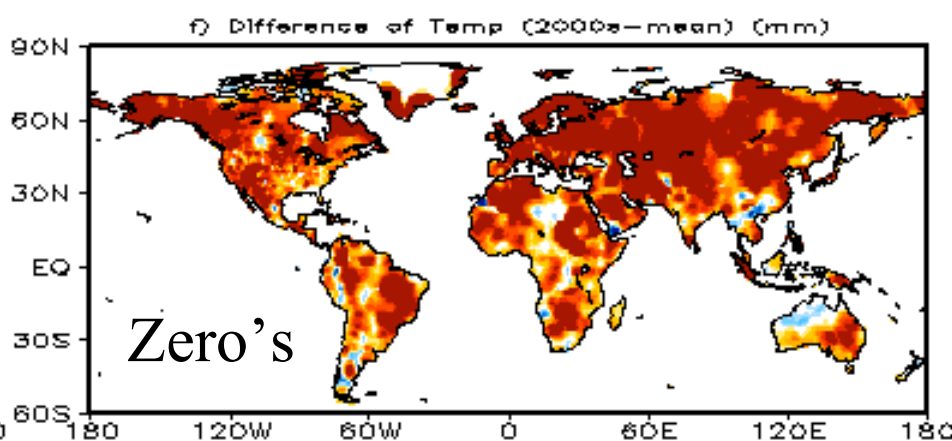 f) Difference of Temp (2000s-mean) (mm)
90N
60N
30N
EQ
30S
60S
Zero's
180 120W 60W 0 60E 120E 180